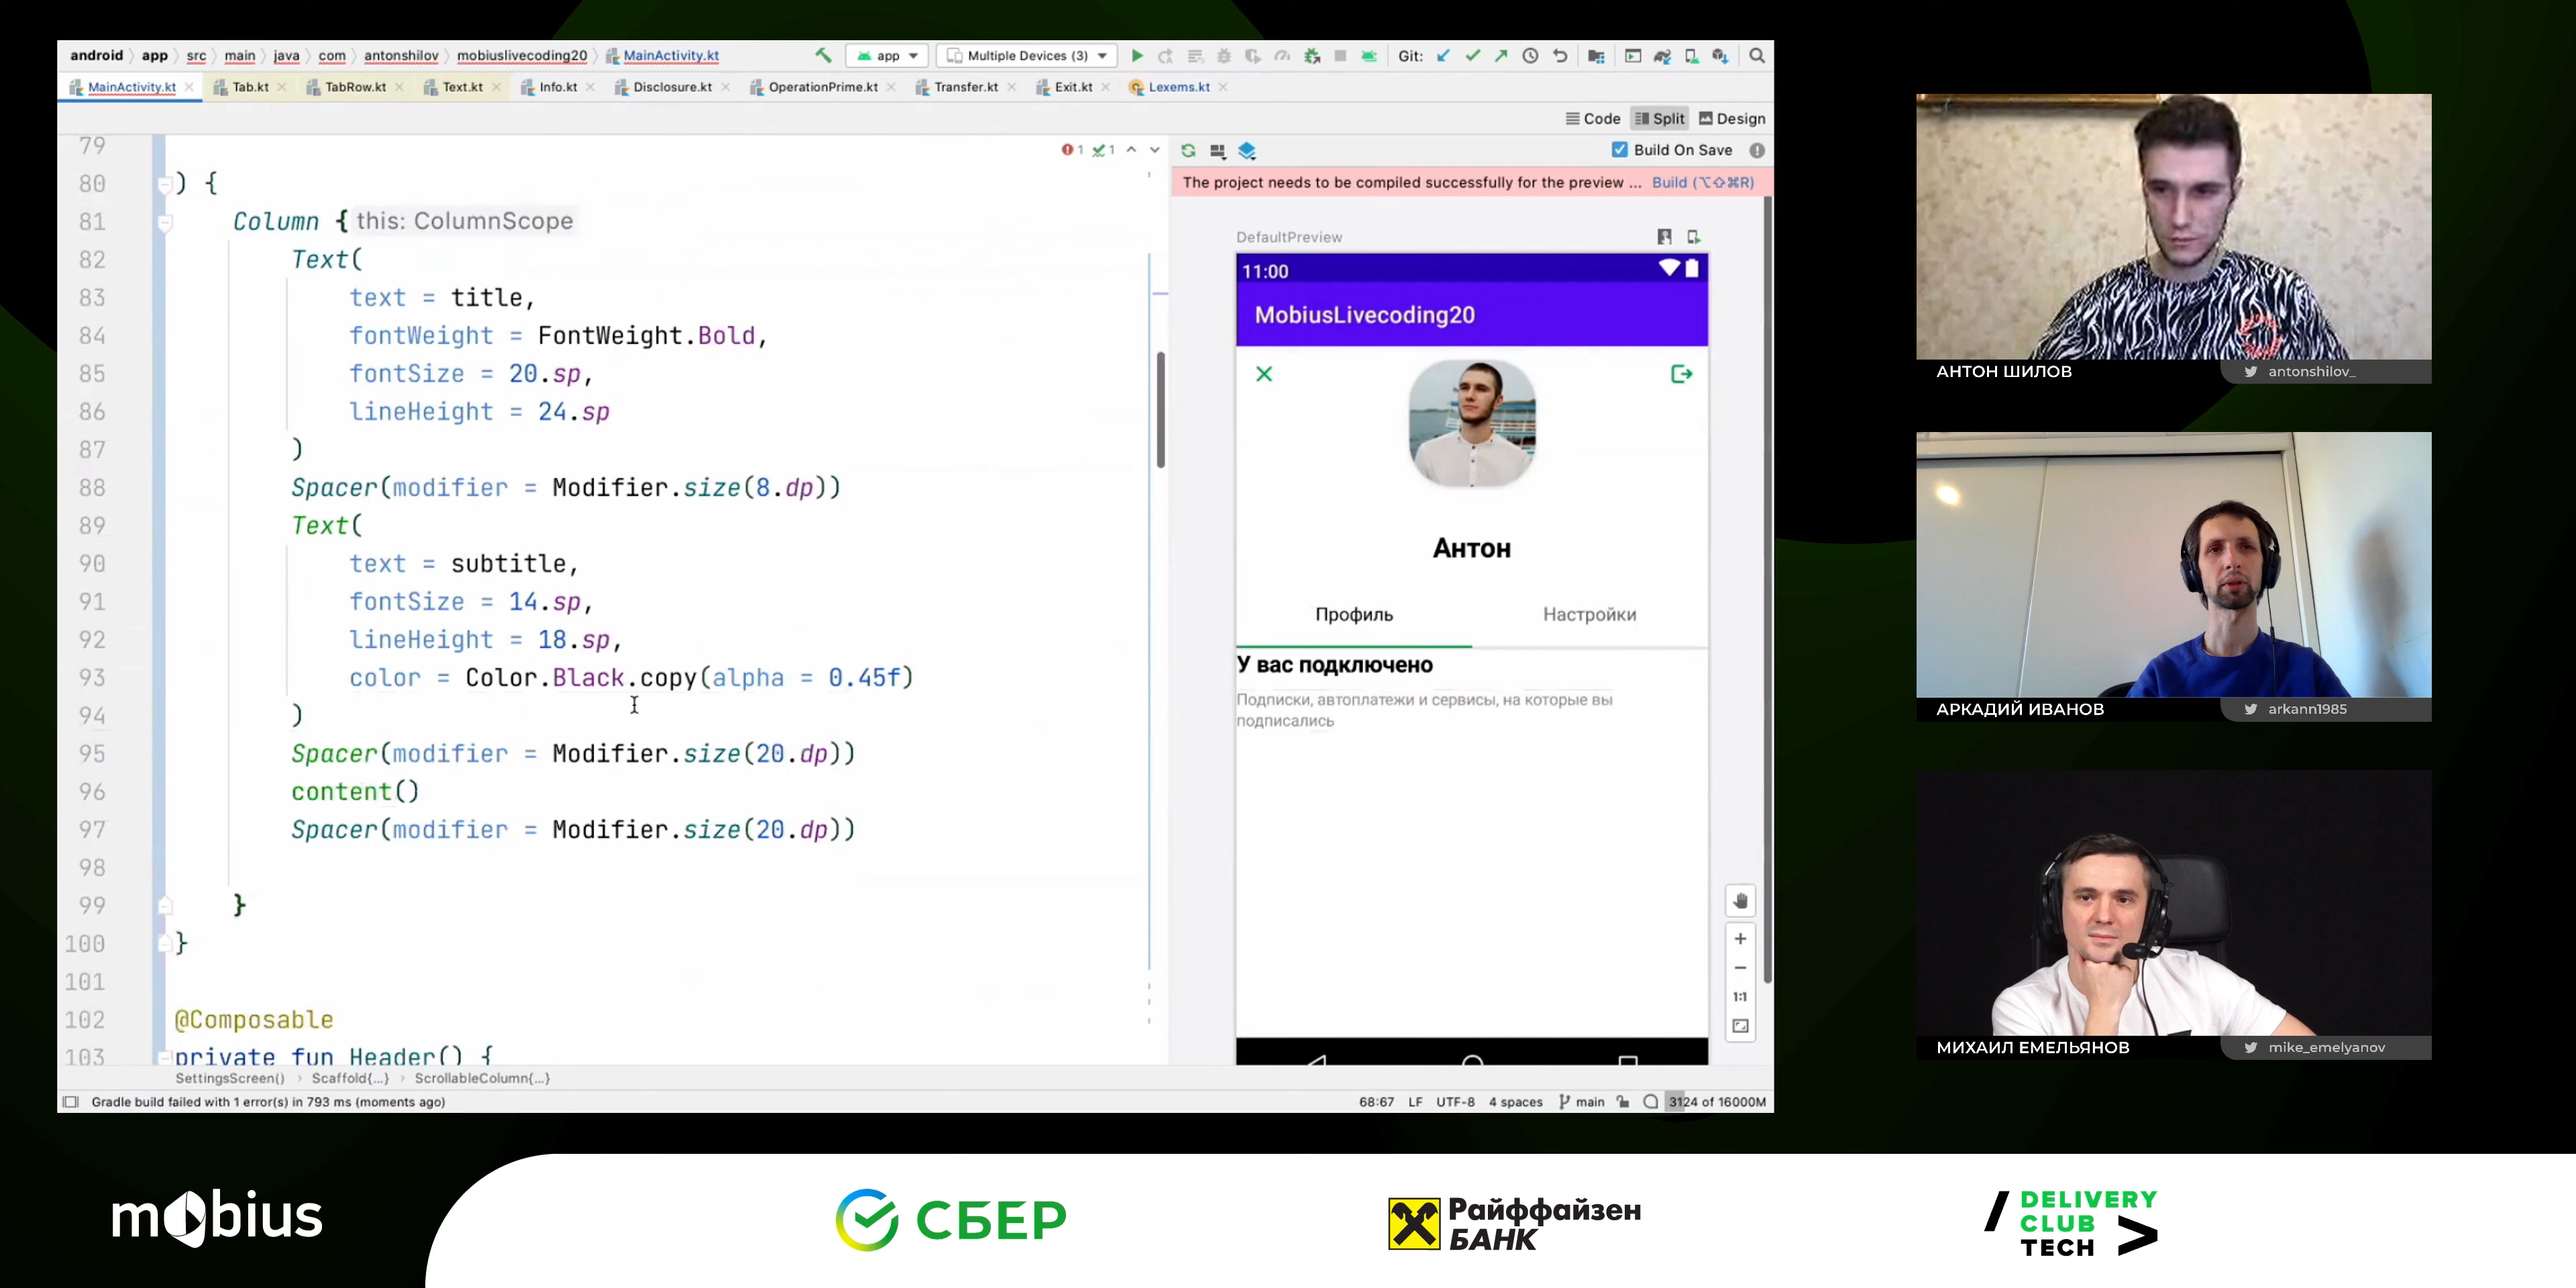 android app src main java com antonshilov mobiuslivecoding20 MainActivity.kt
app Multiple Devices (3) Git:
MainActivity.kt Tab.kt TabRow.kt Text.kt Info.kt Disclosure.kt OperationPrime.kt Transfer.kt Exit.kt Lexems.kt
Code Split Design
1 1
Build On Save
The project needs to be compiled successfully for the preview ... Build (⌥⇧⌘R)
79
80 ) {
81 Column { this: ColumnScope
82 Text(
83 text = title,
84 fontWeight = FontWeight.Bold,
85 fontSize = 20.sp,
86 lineHeight = 24.sp
87 )
88 Spacer(modifier = Modifier.size(8.dp))
89 Text(
90 text = subtitle,
91 fontSize = 14.sp,
92 lineHeight = 18.sp,
93 color = Color.Black.copy(alpha = 0.45f)
94 )
95 Spacer(modifier = Modifier.size(20.dp))
96 content()
97 Spacer(modifier = Modifier.size(20.dp))
98
99 }
100 }
101
102 @Composable
103 private fun Header() {
SettingsScreen() Scaffold{...} ScrollableColumn{...}
Gradle build failed with 1 error(s) in 793 ms (moments ago)
68:67 LF UTF-8 4 spaces main 3124 of 16000M
DefaultPreview
11:00
MobiusLivecoding20
Антон
Профиль Настройки
У вас подключено
Подписки, автоплатежи и сервисы, на которые вы
подписались
1:1
АНТОН ШИЛОВ antonshilov_
АРКАДИЙ ИВАНОВ arkann1985
МИХАИЛ ЕМЕЛЬЯНОВ mike_emelyanov
mobius
СБЕР
Райффайзен
БАНК
DELIVERY
CLUB
TECH